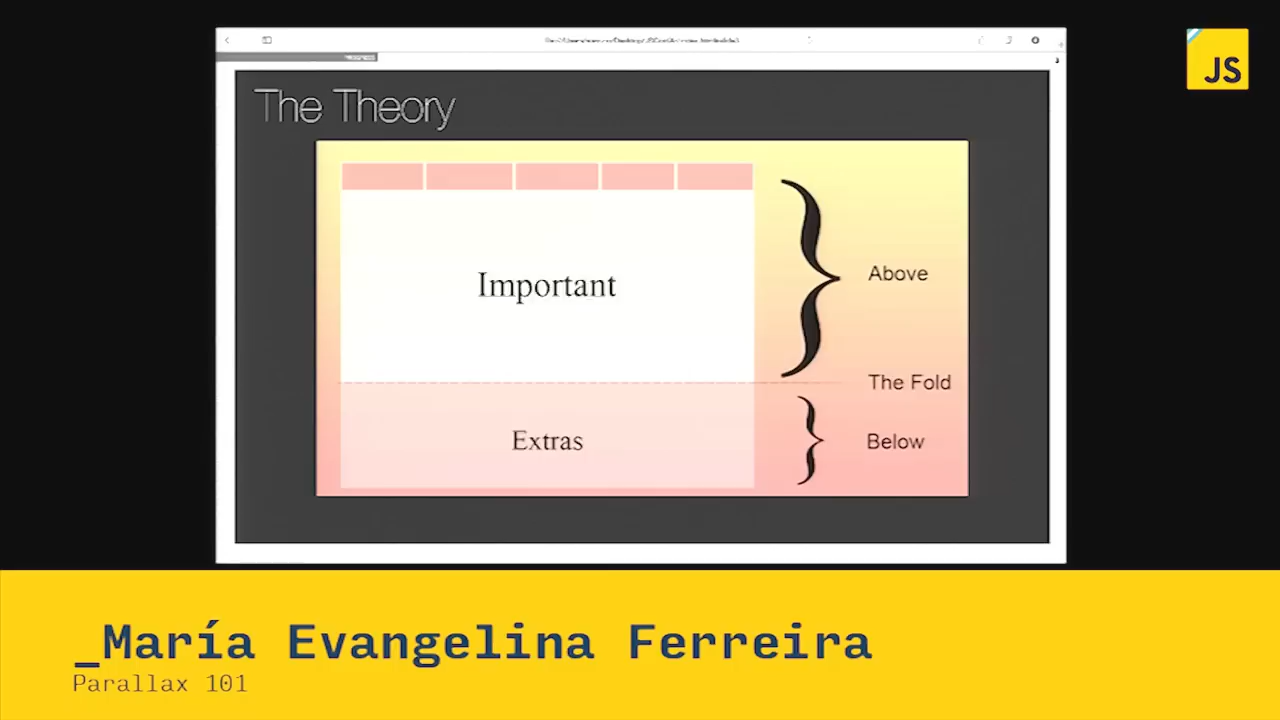 JS
The Theory
Important
Above
The Fold
Extras
Below
_María Evangelina Ferreira
Parallax 101